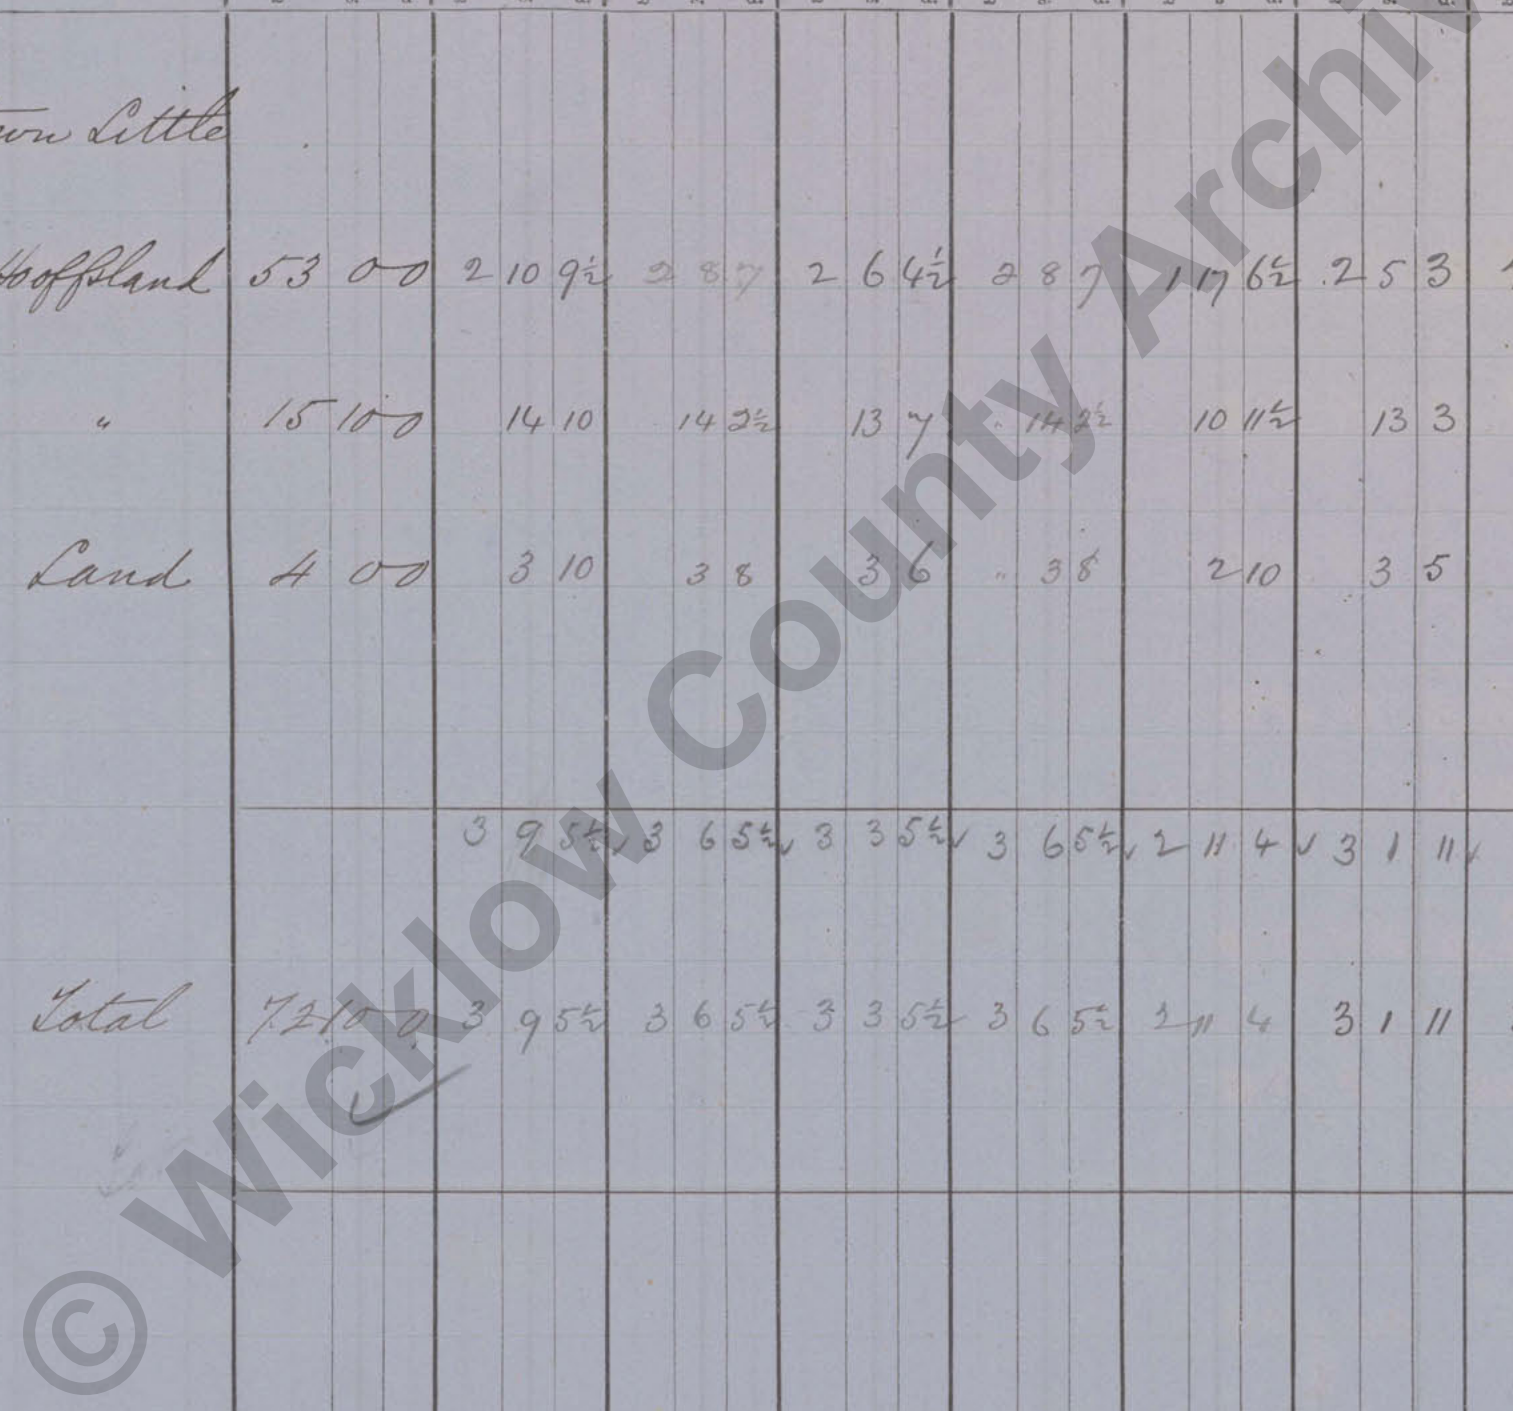 Little
Ho offs land 53 0 0 2 10 9½ 2 8 7 2 6 4½ 2 8 7 1 17 6½ 2 5 3
" 15 10 0 14 10 14 2½ 13 7 " 14 2½ 10 11½ 13 3
Land 4 0 0 3 10 3 8 3 6 " 3 8 2 10 3 5
3 9 5½ ✓ 3 6 5½ ✓ 3 3 5½ ✓ 3 6 5½ ✓ 2 11 4 ✓ 3 1 11 ✓
Total 72 10 0 3 9 5½ 3 6 5½ 3 3 5½ 3 6 5½ 2 11 4 3 1 11
© Wicklow County Archiv